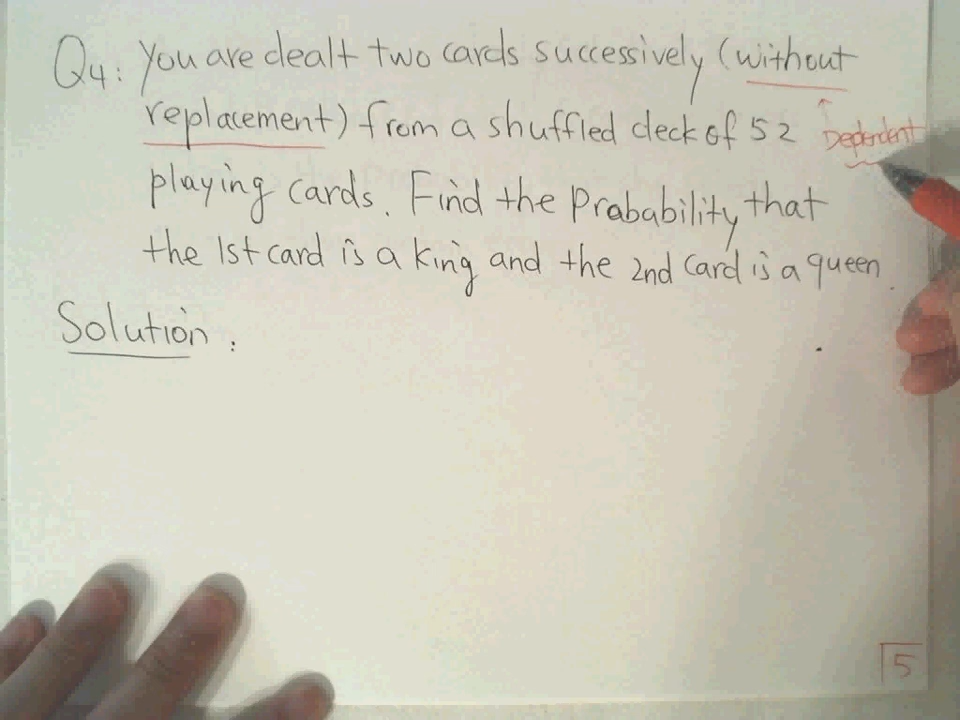 Q4: You are dealt two cards successively (without
replacement) from a shuffled deck of 52
Dependent
playing cards. Find the Prabability that
the 1st card is a king and the 2nd Card is a queen.
Solution:
5